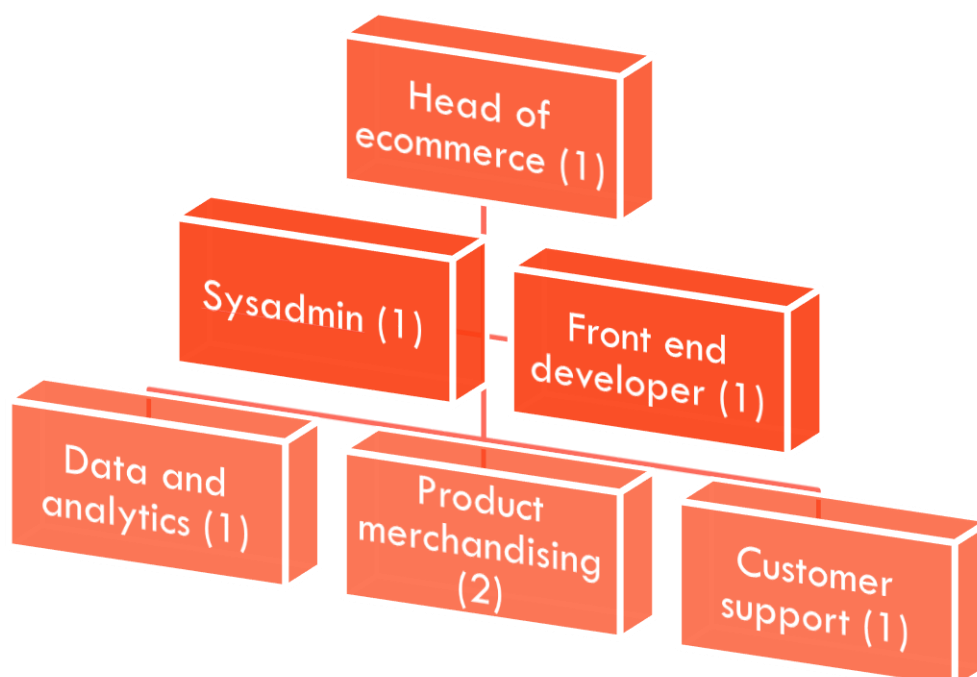 Head of
ecommerce (1)
Sysadmin (1)
Front end
developer (1)
Data and
analytics (1)
Product
merchandising
(2)
Customer
support (1)